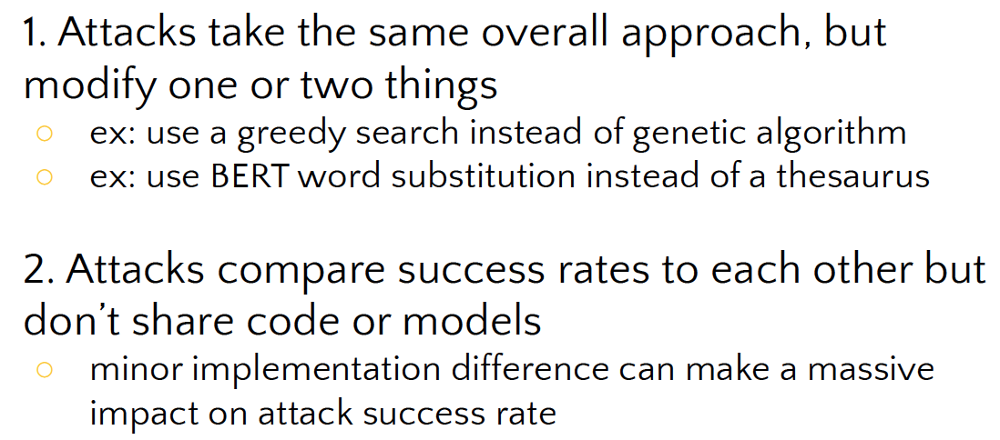 1. Attacks take the same overall approach, but
modify one or two things
○ ex: use a greedy search instead of genetic algorithm
○ ex: use BERT word substitution instead of a thesaurus
2. Attacks compare success rates to each other but
don’t share code or models
○ minor implementation difference can make a massive
impact on attack success rate